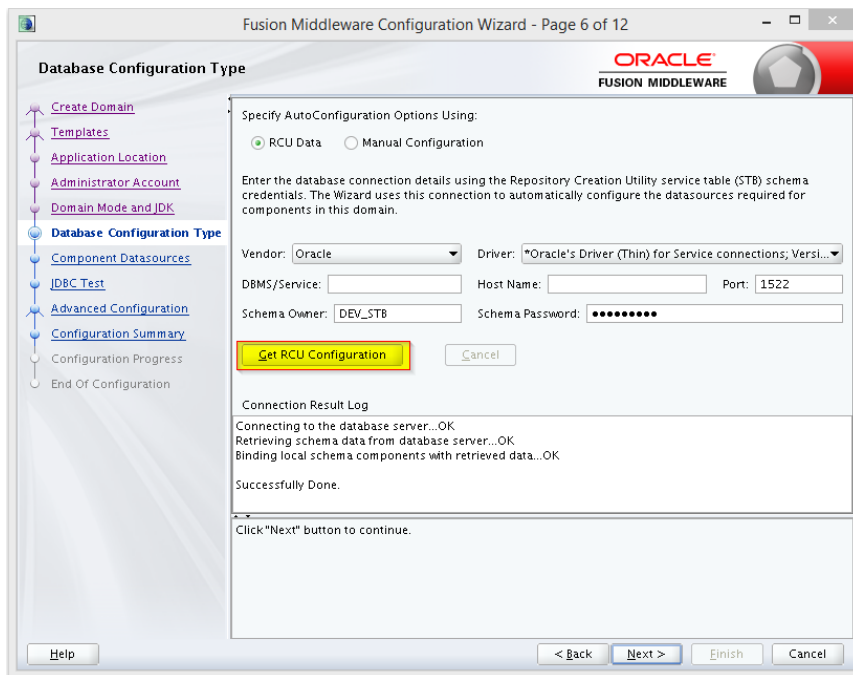 Fusion Middleware Configuration Wizard - Page 6 of 12
Database Configuration Type
ORACLE
FUSION MIDDLEWARE
Create Domain
Templates
Application Location
Administrator Account
Domain Mode and JDK
Database Configuration Type
Component Datasources
JDBC Test
Advanced Configuration
Configuration Summary
Configuration Progress
End Of Configuration
Specify AutoConfiguration Options Using:
RCU Data Manual Configuration
Enter the database connection details using the Repository Creation Utility service table (STB) schema
credentials. The Wizard uses this connection to automatically configure the datasources required for
components in this domain.
Vendor: Oracle Driver: *Oracle's Driver (Thin) for Service connections; Versi...
DBMS/Service: Host Name: Port: 1522
Schema Owner: DEV_STB Schema Password: •••••••••
Get RCU Configuration Cancel
Connection Result Log
Connecting to the database server...OK
Retrieving schema data from database server...OK
Binding local schema components with retrieved data...OK
Successfully Done.
Click "Next" button to continue.
Help < Back Next > Finish Cancel